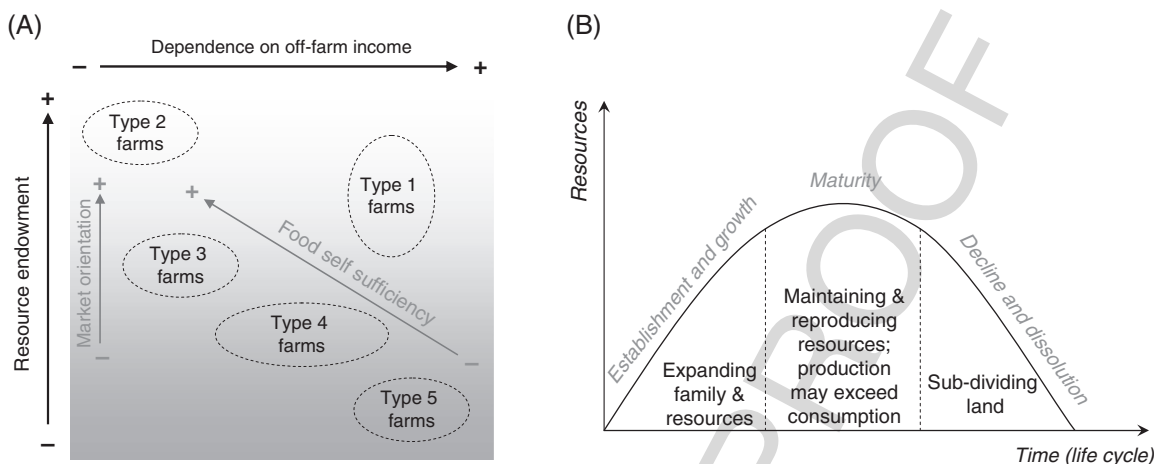 (A)
Dependence on off-farm income
− +
+
Resource endowment
−
Type 2
farms
Type 1
farms
+
Market orientation
−
+
Food self sufficiency
−
Type 3
farms
Type 4
farms
Type 5
farms
(B)
Resources
Establishment and growth
Maturity
Decline and dissolution
Expanding
family &
resources
Maintaining &
reproducing
resources;
production
may exceed
consumption
Sub-dividing
land
Time (life cycle)
PROOF